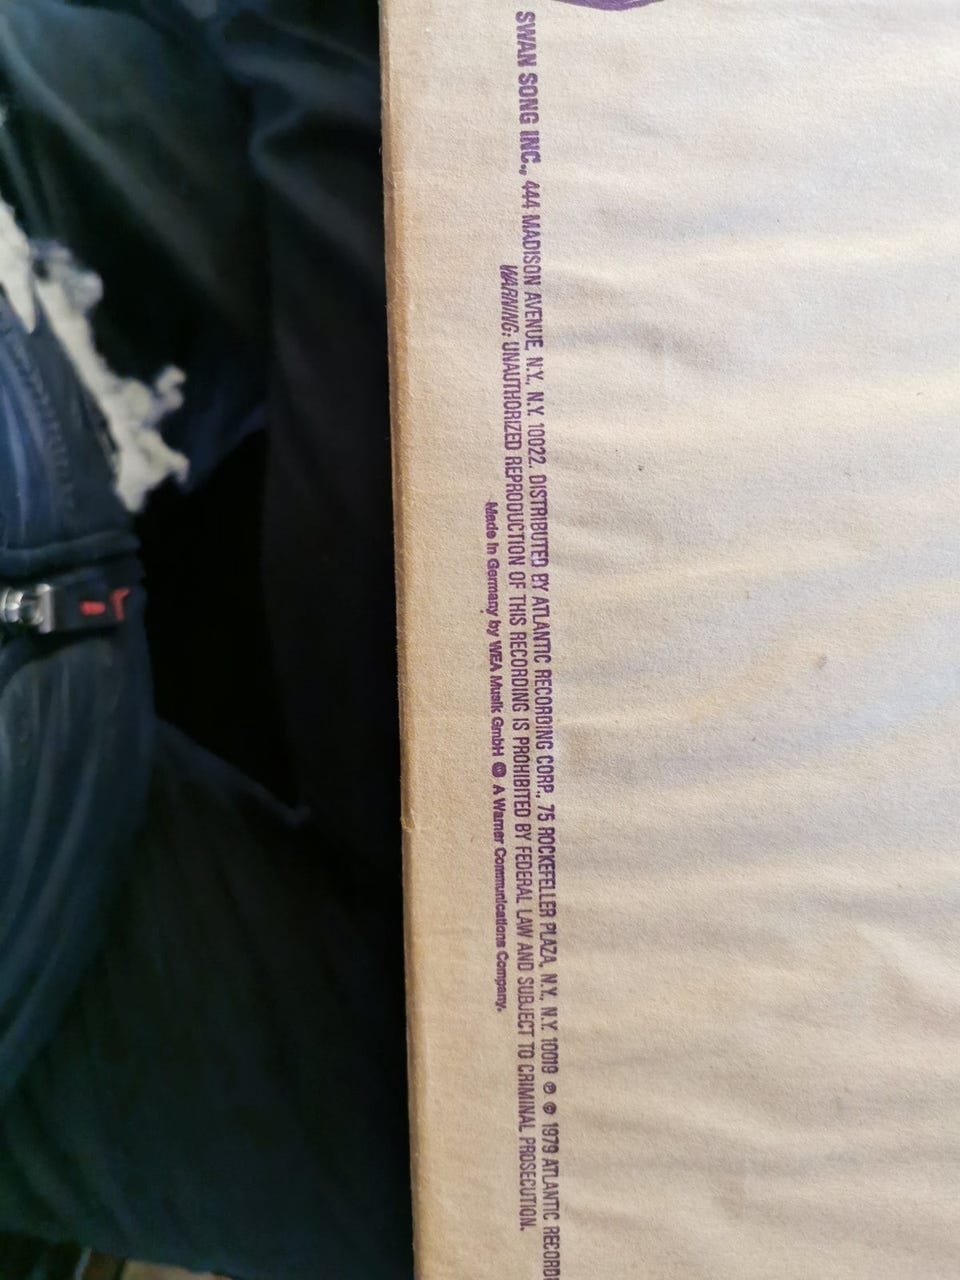 SWAN SONG INC., 444 MADISON AVENUE, N.Y., N.Y. 10022. DISTRIBUTED BY ATLANTIC RECORDING CORP., 75 ROCKEFELLER PLAZA, N.Y., N.Y. 10019 ℗ © 1979 ATLANTIC RECORDI
WARNING: UNAUTHORIZED REPRODUCTION OF THIS RECORDING IS PROHIBITED BY FEDERAL LAW AND SUBJECT TO CRIMINAL PROSECUTION.
Made in Germany by WEA Musik GmbH A Warner Communications Company.